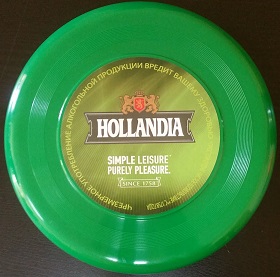 ЧРЕЗМЕРНОЕ УПОТРЕБЛЕНИЕ АЛКОГОЛЬНОЙ ПРОДУКЦИИ ВРЕДИТ ВАШЕМУ ЗДОРОВЬЮ
HOLLANDIA
SIMPLE LEISURE
PURELY PLEASURE.
SINCE 1758